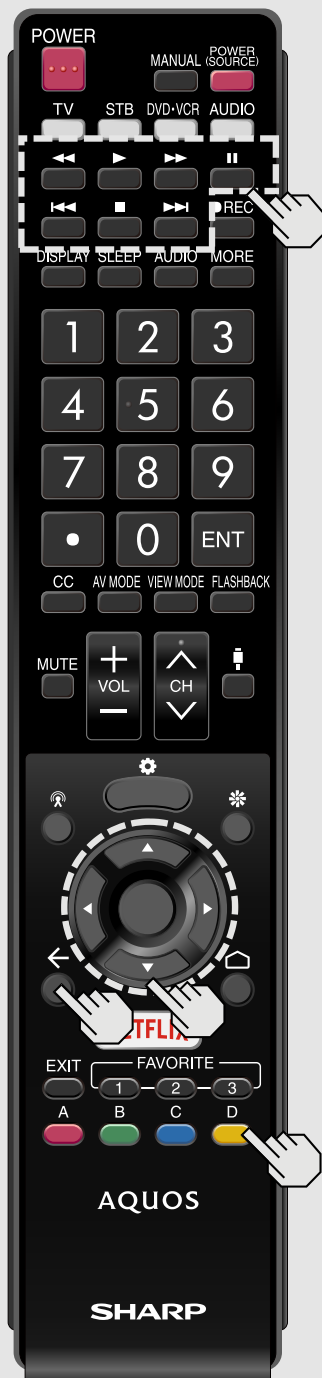 POWER
MANUAL POWER (SOURCE)
TV STB DVD•VCR AUDIO
REC
DISPLAY SLEEP AUDIO MORE
1 2 3
4 5 6
7 8 9
• 0 ENT
CC AV MODE VIEW MODE FLASHBACK
MUTE + VOL − CH
EXIT FAVORITE
1 2 3
A B C D
AQUOS
SHARP